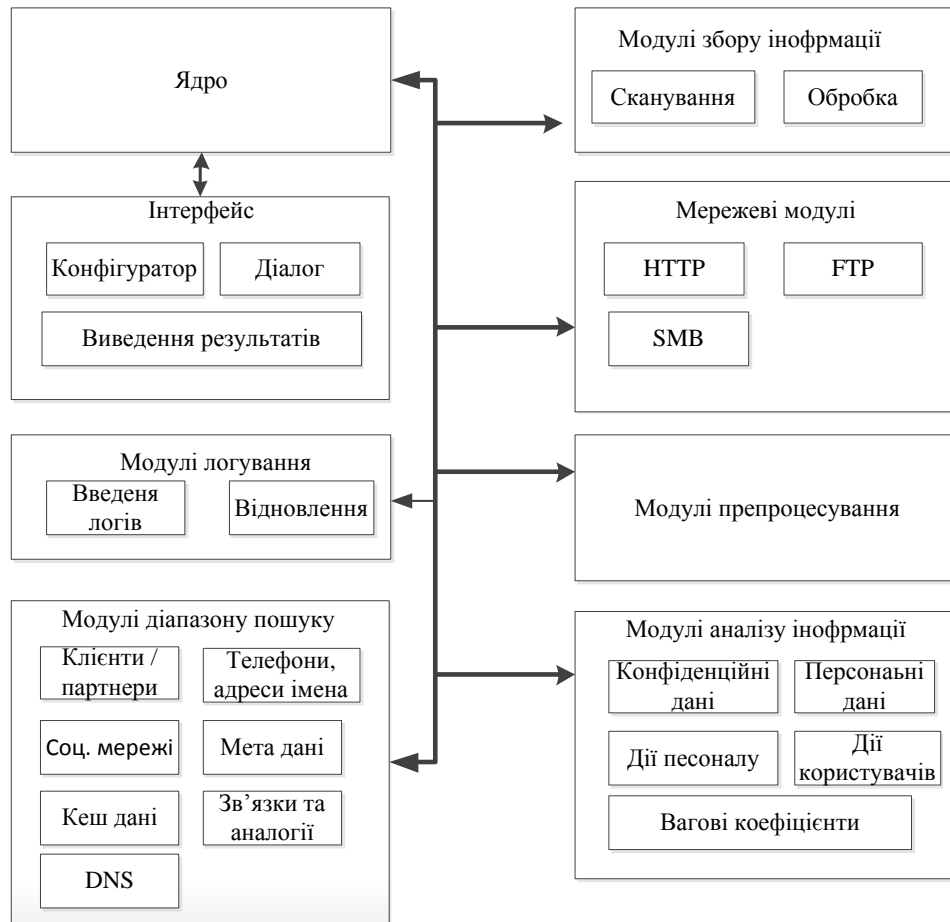 Ядро
Інтерфейс
Конфігуратор
Діалог
Виведення результатів
Модулі логування
Введеня
логів
Відновлення
Модулі діапазону пошуку
Клієнти /
партнери
Телефони,
адреси імена
Соц. мережі
Мета дані
Кеш дані
Зв’язки та
аналогії
DNS
Модулі збору інофрмації
Сканування
Обробка
Мережеві модулі
HTTP
FTP
SMB
Модулі препроцесування
Модулі аналізу інофрмації
Конфіденційні
дані
Персонаьні
дані
Дії песоналу
Дії
користувачів
Вагові коефіцієнти